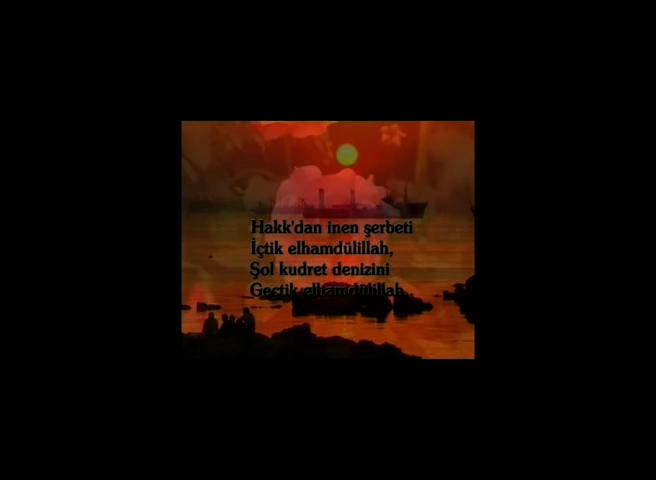 Hakk'dan inen şerbeti
İçtik elhamdülillah,
Şol kudret denizini
Geçtik elhamdülillah